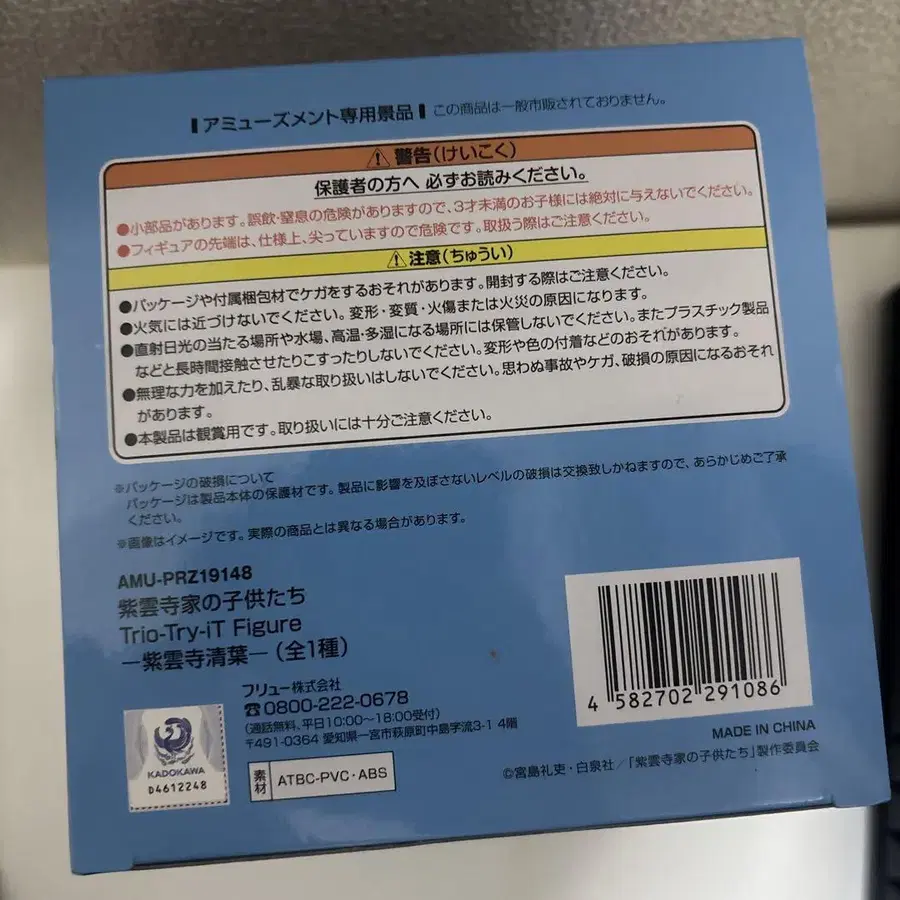 アミューズメント専用景品 この商品は一般市販されておりません。
警告(けいこく)
保護者の方へ 必ずお読みください。
●小部品があります。誤飲・窒息の危険がありますので、3才未満のお子様には絶対に与えないでください。
●フィギュアの先端は、仕様上、尖っていますので危険です。取扱う際はご注意ください。
注意(ちゅうい)
●パッケージや付属梱包材でケガをするおそれがあります。開封する際はご注意ください。
●火気には近づけないでください。変形・変質・火傷または火災の原因になります。
●直射日光の当たる場所や水場、高温・多湿になる場所には保管しないでください。またプラスチック製品
などと長時間接触させたりこすったりしないでください。変形や色の付着などのおそれがあります。
●無理な力を加えたり、乱暴な取り扱いはしないでください。思わぬ事故やケガ、破損の原因になるおそれ
があります。
●本製品は観賞用です。取り扱いには十分ご注意ください。
※パッケージの破損について
パッケージは製品本体の保護材です。製品に影響を及ぼさないレベルの破損は交換致しかねますので、あらかじめご了承
ください。
※画像はイメージです。実際の商品とは異なる場合があります。
AMU-PRZ19148
紫雲寺家の子供たち
Trio-Try-iT Figure
―紫雲寺清葉―(全1種)
フリュー株式会社
☎0800-222-0678
(通話無料、平日10:00~18:00受付)
〒491-0364 愛知県一宮市萩原町中島字流3-1 4階
素材 ATBC-PVC・ABS
KADOKAWA
D4612248
4 582702 291086
MADE IN CHINA
©宮島礼吏・白泉社/「紫雲寺家の子供たち」製作委員会